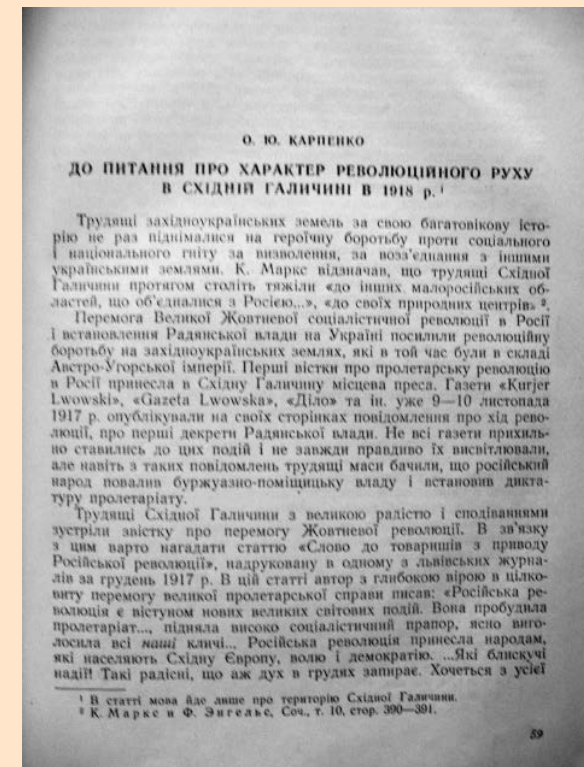 О. Ю. КАРПЕНКО
ДО ПИТАННЯ ПРО ХАРАКТЕР РЕВОЛЮЦІЙНОГО РУХУ
В СХІДНІЙ ГАЛИЧИНІ В 1918 р. ¹
Трудящі західноукраїнських земель за свою багатовікову істо-
рію не раз піднімалися на героїчну боротьбу проти соціального
і національного гніту за визволення, за возз'єднання з іншими
українськими землями. К. Маркс відзначав, що трудящі Східної
Галичини протягом століть тяжіли «до інших малоросійських об-
ластей, що об'єдналися з Росією...», «до своїх природних центрів» ².
Перемога Великої Жовтневої соціалістичної революції в Росії
і встановлення Радянської влади на Україні посилили революційну
боротьбу на західноукраїнських землях, які в той час були в складі
Австро-Угорської імперії. Перші вістки про пролетарську революцію
в Росії принесла в Східну Галичину місцева преса. Газети «Kurjer
Lwowski», «Gazeta Lwowska», «Діло» та ін. уже 9—10 листопада
1917 р. опублікували на своїх сторінках повідомлення про хід рево-
люції, про перші декрети Радянської влади. Не всі газети прихиль-
но ставились до цих подій і не завжди правдиво їх висвітлювали,
але навіть з таких повідомлень трудящі маси бачили, що російський
народ повалив буржуазно-поміщицьку владу і встановив дикта-
туру пролетаріату.
Трудящі Східної Галичини з великою радістю і сподіваннями
зустріли звістку про перемогу Жовтневої революції. В зв'язку
з цим варто нагадати статтю «Слово до товаришів з приводу
Російської революції», надруковану в одному з львівських журна-
лів за грудень 1917 р. В цій статті автор з глибокою вірою в цілко-
виту перемогу великої пролетарської справи писав: «Російська ре-
волюція є вістуном нових великих світових подій. Вона пробудила
пролетаріат..., підняла високо соціалістичний прапор, ясно виго-
лосила всі наші кличі... Російська революція принесла народам,
які населяють Східну Європу, волю і демократію. ...Які блискучі
надії! Такі радісні, що аж дух в грудях запирає. Хочеться з усієї
¹ В статті мова йде лише про територію Східної Галичини.
² К. Маркс и Ф. Энгельс, Соч., т. 10, стор. 390—391.
59